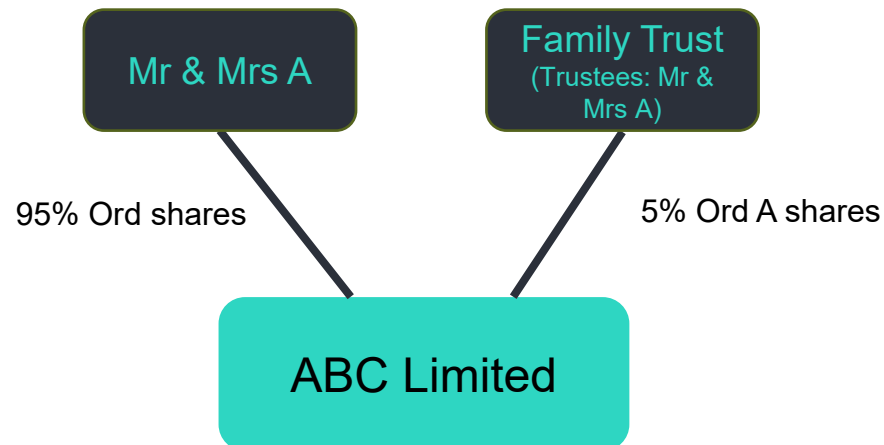 Mr & Mrs A
Family Trust
(Trustees: Mr &
Mrs A)
95% Ord shares
5% Ord A shares
ABC Limited